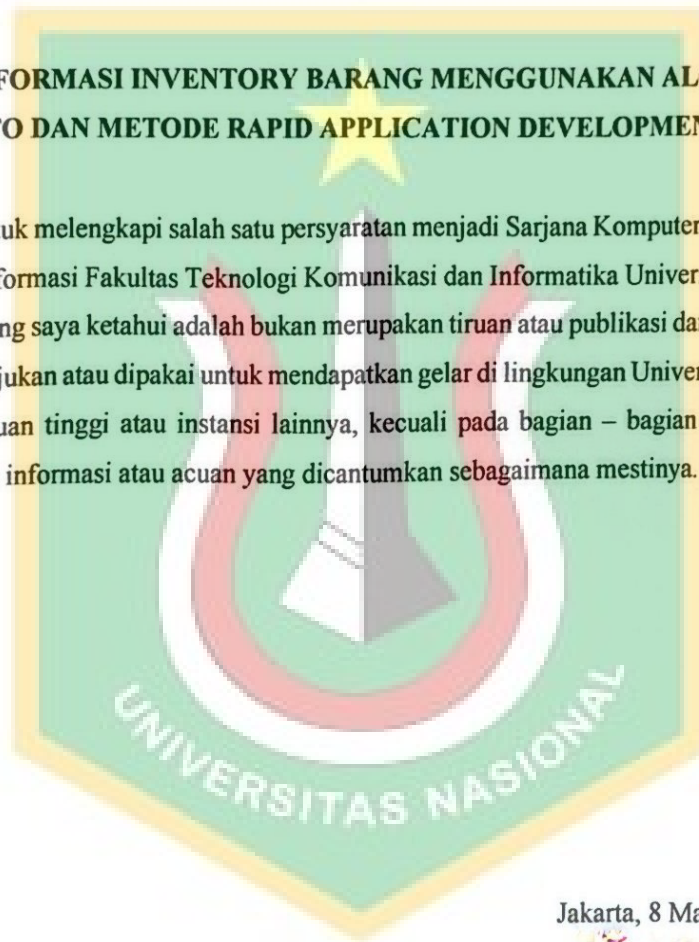 FORMASI INVENTORY BARANG MENGGUNAKAN AL
O DAN METODE RAPID APPLICATION DEVELOPMEN
uk melengkapi salah satu persyaratan menjadi Sarjana Komputer
formasi Fakultas Teknologi Komunikasi dan Informatika Univer
ng saya ketahui adalah bukan merupakan tiruan atau publikasi da
jukan atau dipakai untuk mendapatkan gelar di lingkungan Univer
uan tinggi atau instansi lainnya, kecuali pada bagian – bagian
informasi atau acuan yang dicantumkan sebagaimana mestinya.
UNIVERSITAS NASIONAL
Jakarta, 8 Ma